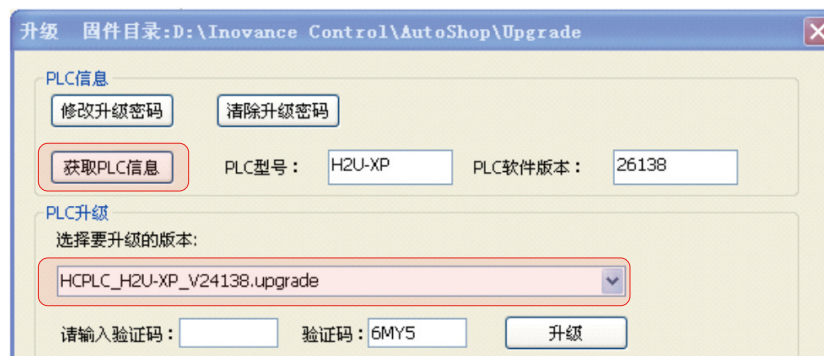 升级 固件目录:D:\Inovance Control\AutoShop\Upgrade
PLC信息
修改升级密码 清除升级密码
获取PLC信息 PLC型号： H2U-XP PLC软件版本： 26138
PLC升级
选择要升级的版本:
HCPLC_H2U-XP_V24138.upgrade
请输入验证码： 验证码： 6MY5 升级